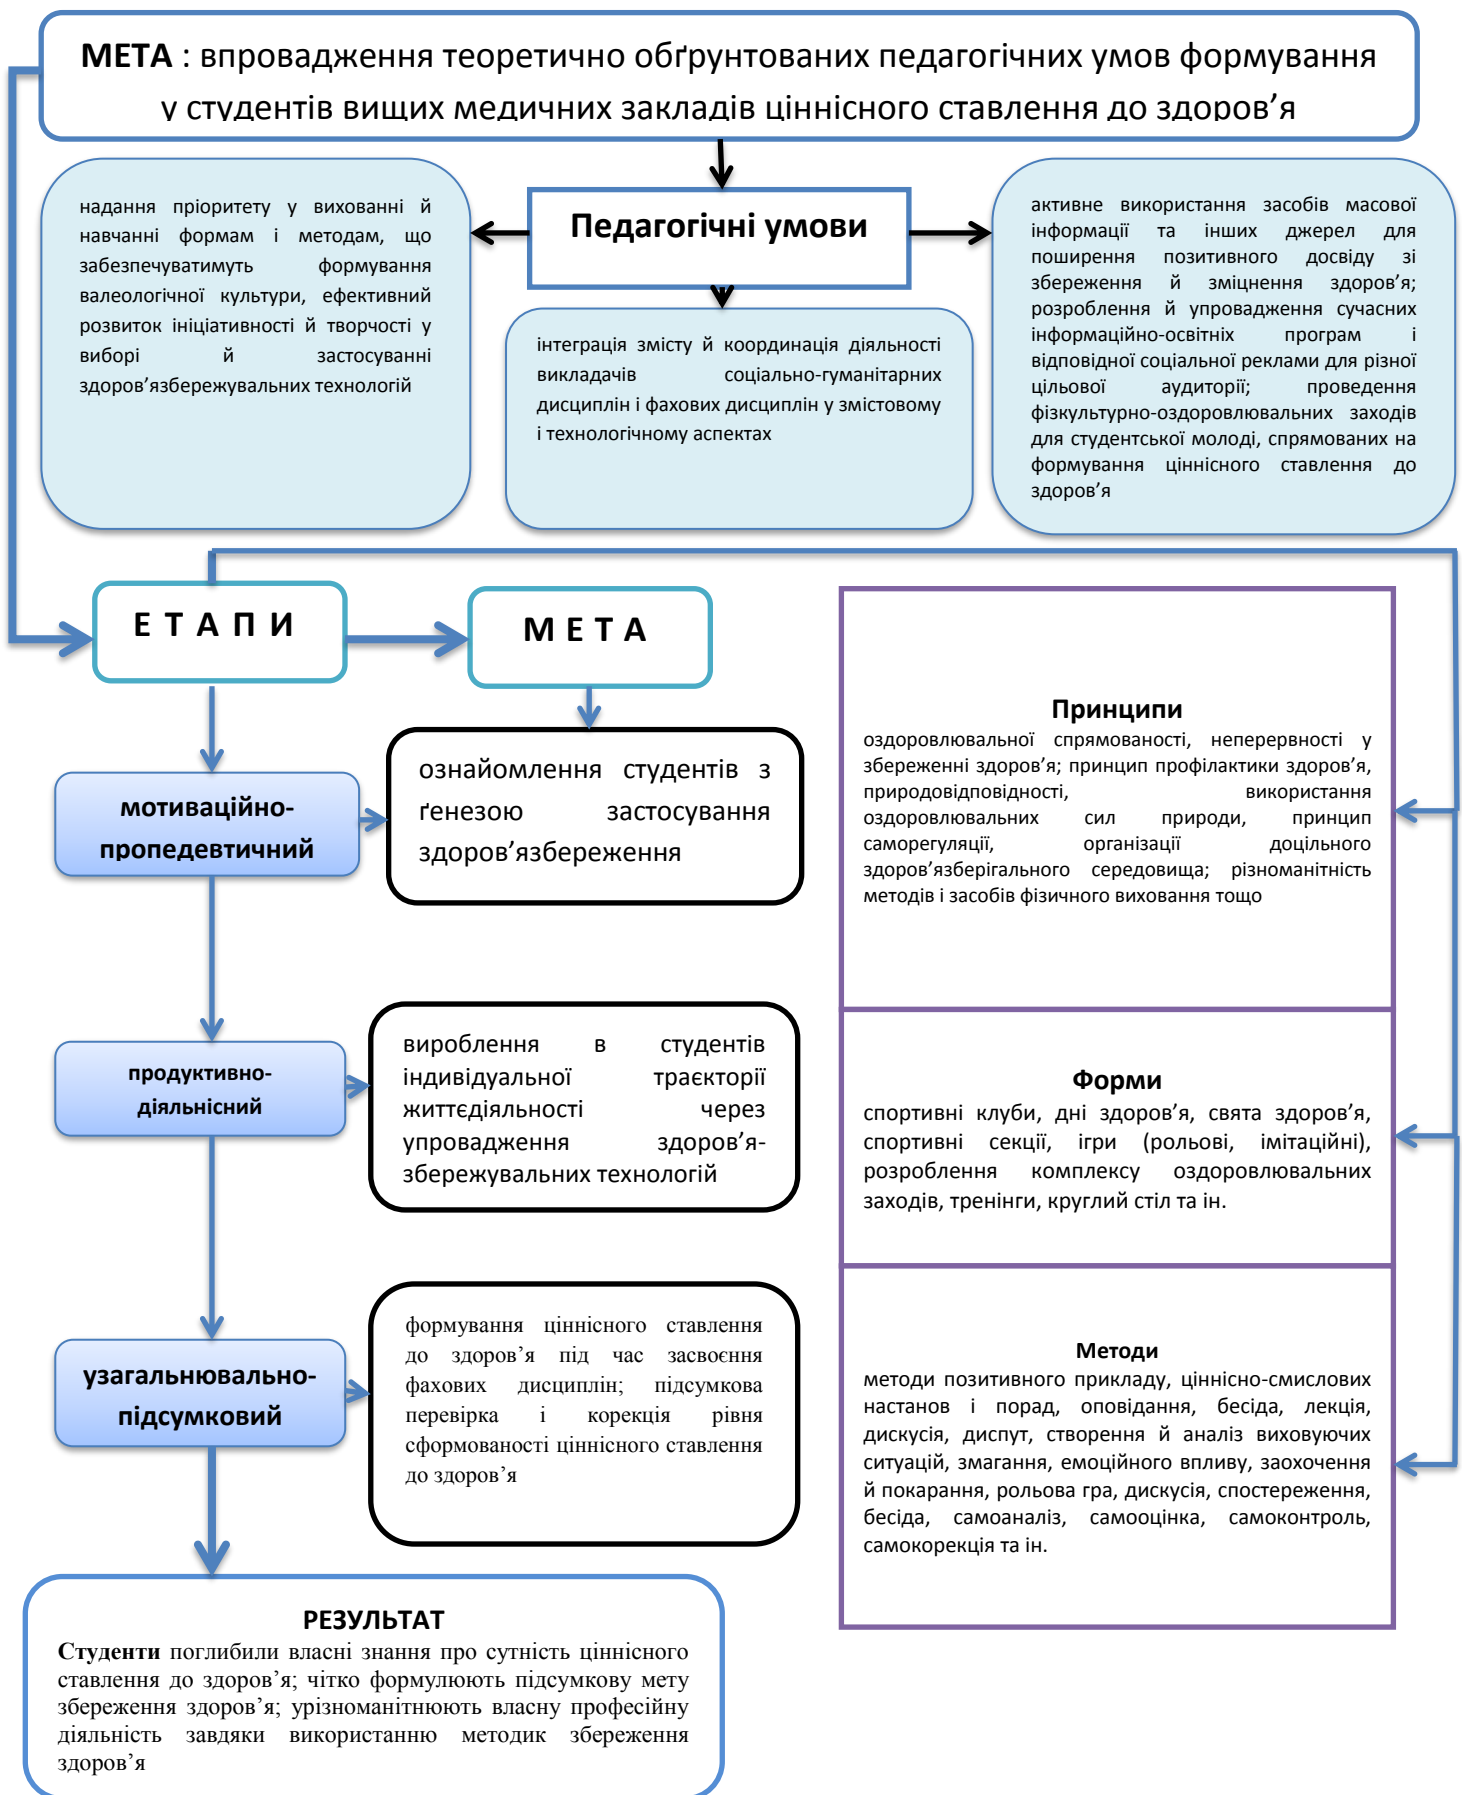 МЕТА : впровадження теоретично обґрунтованих педагогічних умов формування
у студентів вищих медичних закладів ціннісного ставлення до здоров’я
надання пріоритету у вихованні й
навчанні формам і методам, що
забезпечуватимуть формування
валеологічної культури, ефективний
розвиток ініціативності й творчості у
виборі й застосуванні
здоров’язбережувальних технологій
Педагогічні умови
інтеграція змісту й координація діяльності
викладачів соціально-гуманітарних
дисциплін і фахових дисциплін у змістовому
і технологічному аспектах
активне використання засобів масової
інформації та інших джерел для
поширення позитивного досвіду зі
збереження й зміцнення здоров’я;
розроблення й упровадження сучасних
інформаційно-освітніх програм і
відповідної соціальної реклами для різної
цільової аудиторії; проведення
фізкультурно-оздоровлювальних заходів
для студентської молоді, спрямованих на
формування ціннісного ставлення до
здоров’я
Е Т А П И
М Е Т А
мотиваційно-
пропедевтичний
ознайомлення студентів з
ґенезою застосування
здоров’язбереження
продуктивно-
діяльнісний
вироблення в студентів
індивідуальної траєкторії
життєдіяльності через
упровадження здоров’я-
збережувальних технологій
узагальнювально-
підсумковий
формування ціннісного ставлення
до здоров’я під час засвоєння
фахових дисциплін; підсумкова
перевірка і корекція рівня
сформованості ціннісного ставлення
до здоров’я
Принципи
оздоровлювальної спрямованості, неперервності у
збереженні здоров’я; принцип профілактики здоров’я,
природовідповідності, використання
оздоровлювальних сил природи, принцип
саморегуляції, організації доцільного
здоров’язберігального середовища; різноманітність
методів і засобів фізичного виховання тощо
Форми
спортивні клуби, дні здоров’я, свята здоров’я,
спортивні секції, ігри (рольові, імітаційні),
розроблення комплексу оздоровлювальних
заходів, тренінги, круглий стіл та ін.
Методи
методи позитивного прикладу, ціннісно-смислових
настанов і порад, оповідання, бесіда, лекція,
дискусія, диспут, створення й аналіз виховуючих
ситуацій, змагання, емоційного впливу, заохочення
й покарання, рольова гра, дискусія, спостереження,
бесіда, самоаналіз, самооцінка, самоконтроль,
самокорекція та ін.
РЕЗУЛЬТАТ
Студенти поглибили власні знання про сутність ціннісного
ставлення до здоров’я; чітко формулюють підсумкову мету
збереження здоров’я; урізноманітнюють власну професійну
діяльність завдяки використанню методик збереження
здоров’я